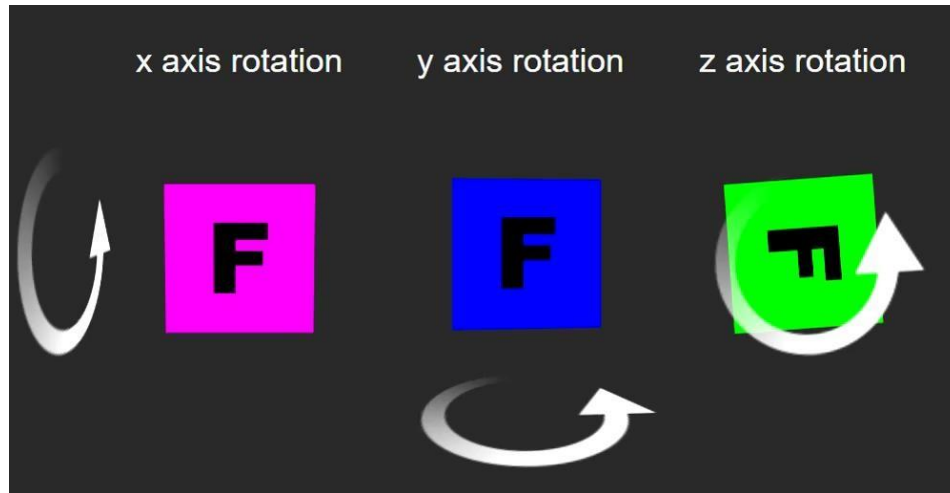 x axis rotation
y axis rotation
z axis rotation
F
F
F